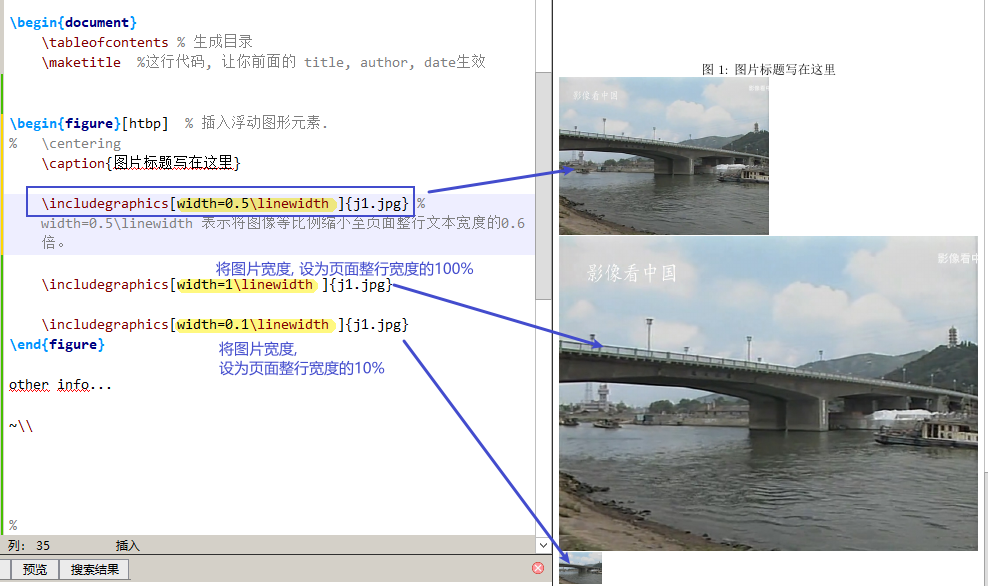 \begin{document}
\tableofcontents % 生成目录
\maketitle %这行代码, 让你前面的 title, author, date生效
\begin{figure}[htbp] % 插入浮动图形元素.
% \centering
\caption{图片标题写在这里}
\includegraphics[width=0.5\linewidth ]{j1.jpg} %
width=0.5\linewidth 表示将图像等比例缩小至页面整行文本宽度的0.6
倍。
将图片宽度, 设为页面整行宽度的100%
\includegraphics[width=1\linewidth ]{j1.jpg}
\includegraphics[width=0.1\linewidth ]{j1.jpg}
\end{figure}
将图片宽度,
设为页面整行宽度的10%
other info...
~\\
%
列: 35 插入
预览 搜索结果
图 1: 图片标题写在这里
影像看中国
影像看中
影像看中国
影像看中